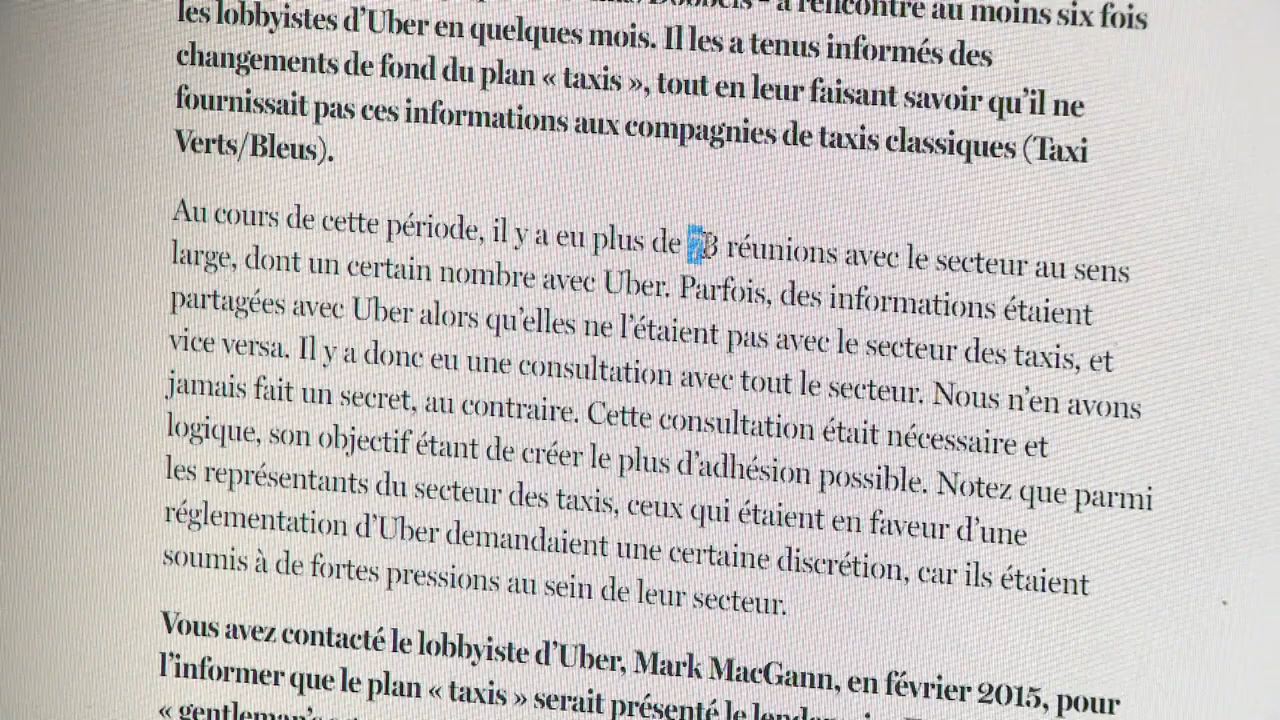 a rencontré au moins six fois
les lobbyistes d'Uber en quelques mois. Il les a tenus informés des
changements de fond du plan « taxis », tout en leur faisant savoir qu'il ne
fournissait pas ces informations aux compagnies de taxis classiques (Taxi
Verts/Bleus).
Au cours de cette période, il y a eu plus de 73 réunions avec le secteur au sens
large, dont un certain nombre avec Uber. Parfois, des informations étaient
partagées avec Uber alors qu'elles ne l'étaient pas avec le secteur des taxis, et
vice versa. Il y a donc eu une consultation avec tout le secteur. Nous n'en avons
jamais fait un secret, au contraire. Cette consultation était nécessaire et
logique, son objectif étant de créer le plus d'adhésion possible. Notez que parmi
les représentants du secteur des taxis, ceux qui étaient en faveur d'une
réglementation d'Uber demandaient une certaine discrétion, car ils étaient
soumis à de fortes pressions au sein de leur secteur.
Vous avez contacté le lobbyiste d'Uber, Mark MacGann, en février 2015, pour
l'informer que le plan « taxis » serait présenté le
« gentleman's